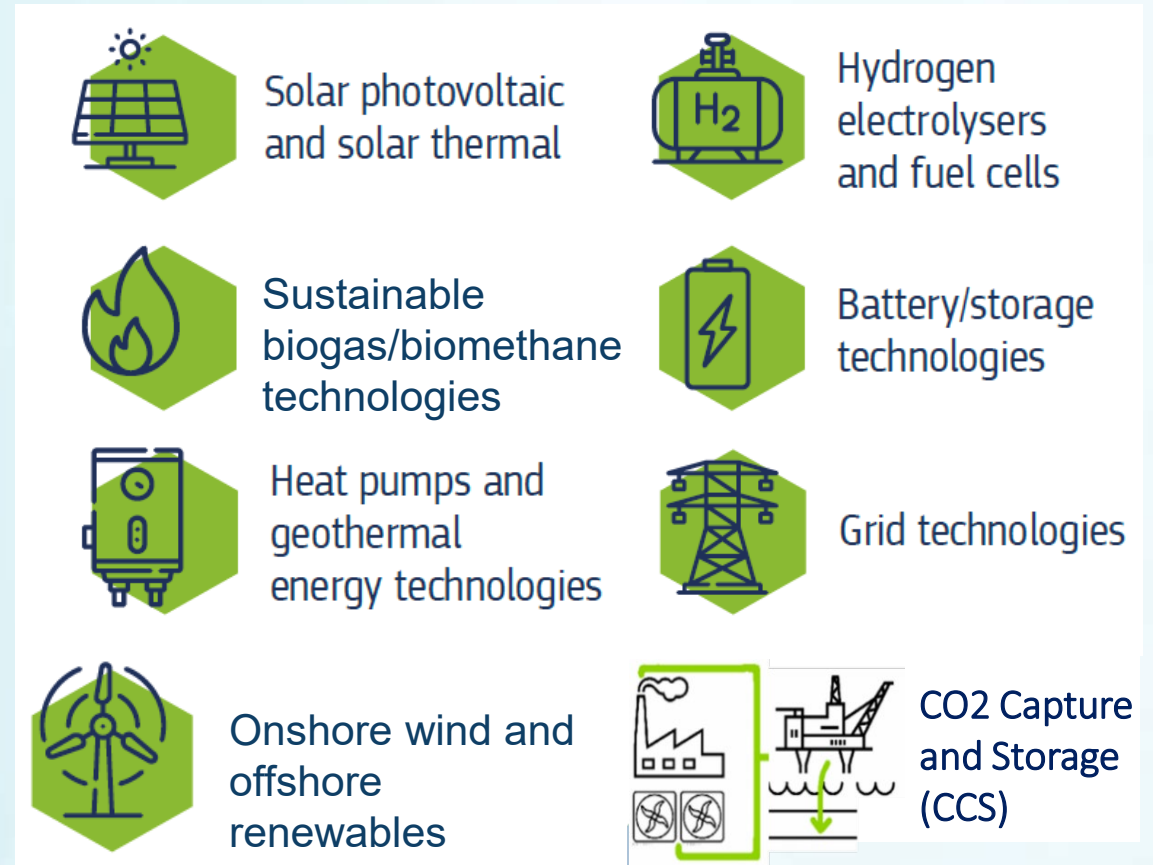 Solar photovoltaic
and solar thermal
H2
Hydrogen
electrolysers
and fuel cells
Sustainable
biogas/biomethane
technologies
Battery/storage
technologies
Heat pumps and
geothermal
energy technologies
Grid technologies
Onshore wind and
offshore
renewables
CO2 Capture
and Storage
(CCS)